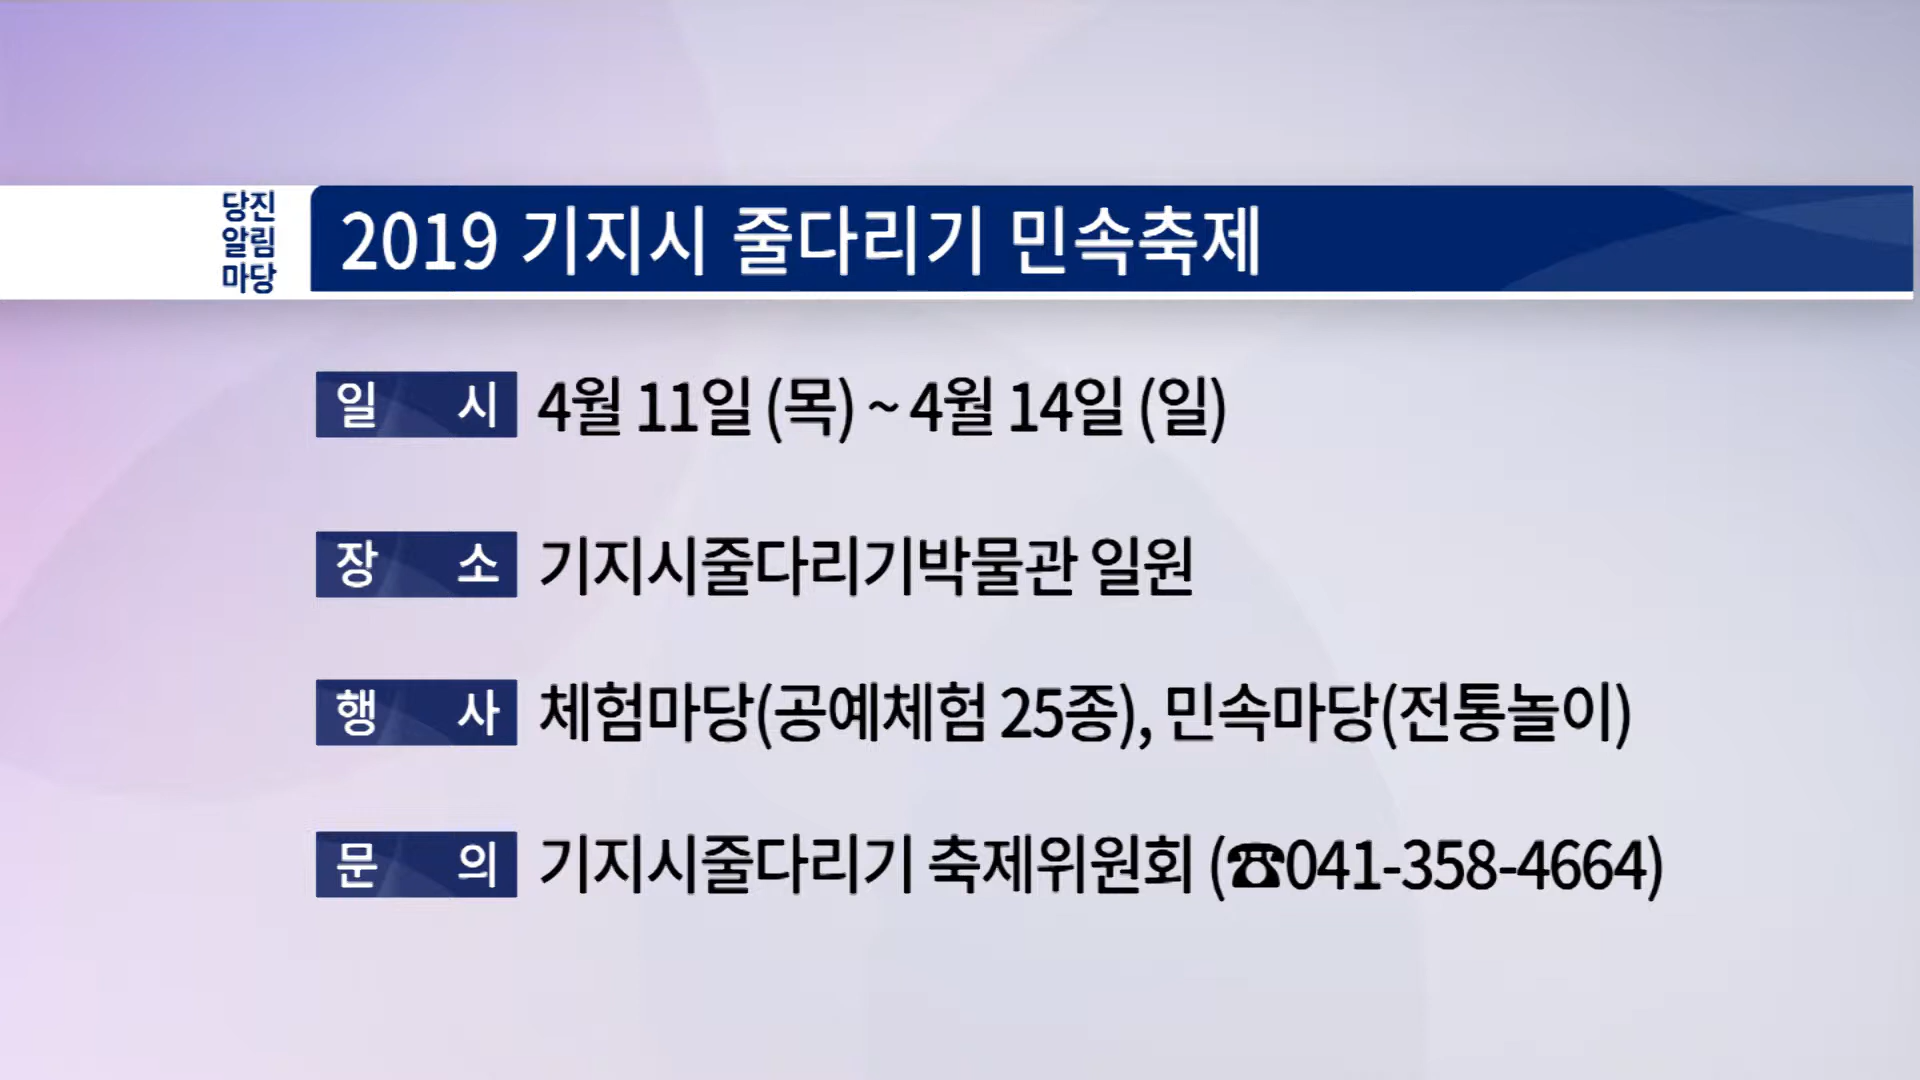 당진
알림
마당
2019 기지시 줄다리기 민속축제
일 시 4월 11일 (목) ~ 4월 14일 (일)
장 소 기지시줄다리기박물관 일원
행 사 체험마당(공예체험 25종), 민속마당(전통놀이)
문 의 기지시줄다리기 축제위원회 (☎041-358-4664)